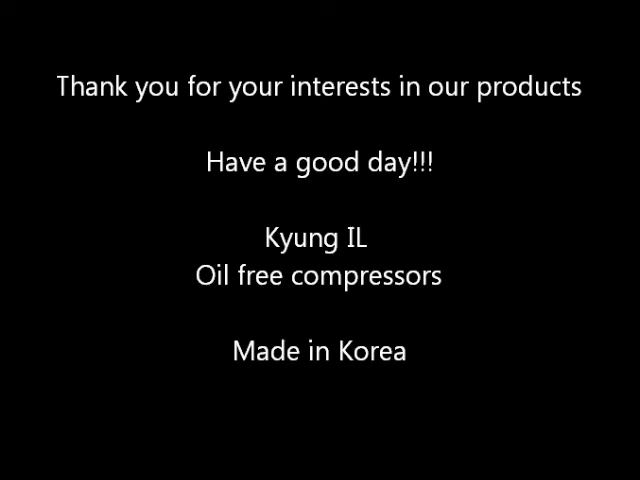 Thank you for your interests in our products
Have a good day!!!
Kyung IL
Oil free compressors
Made in Korea